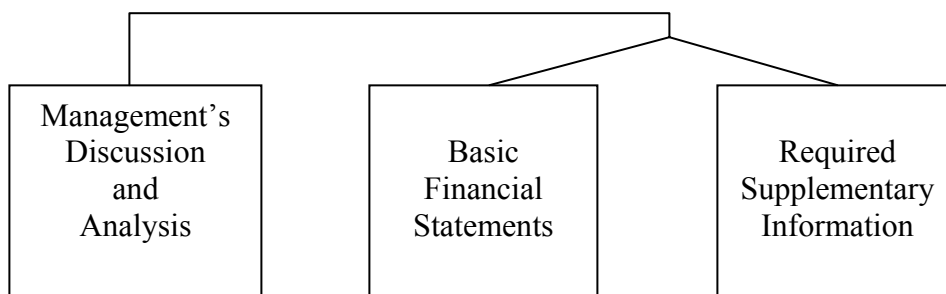 Management’s
Discussion
and
Analysis
Basic
Financial
Statements
Required
Supplementary
Information